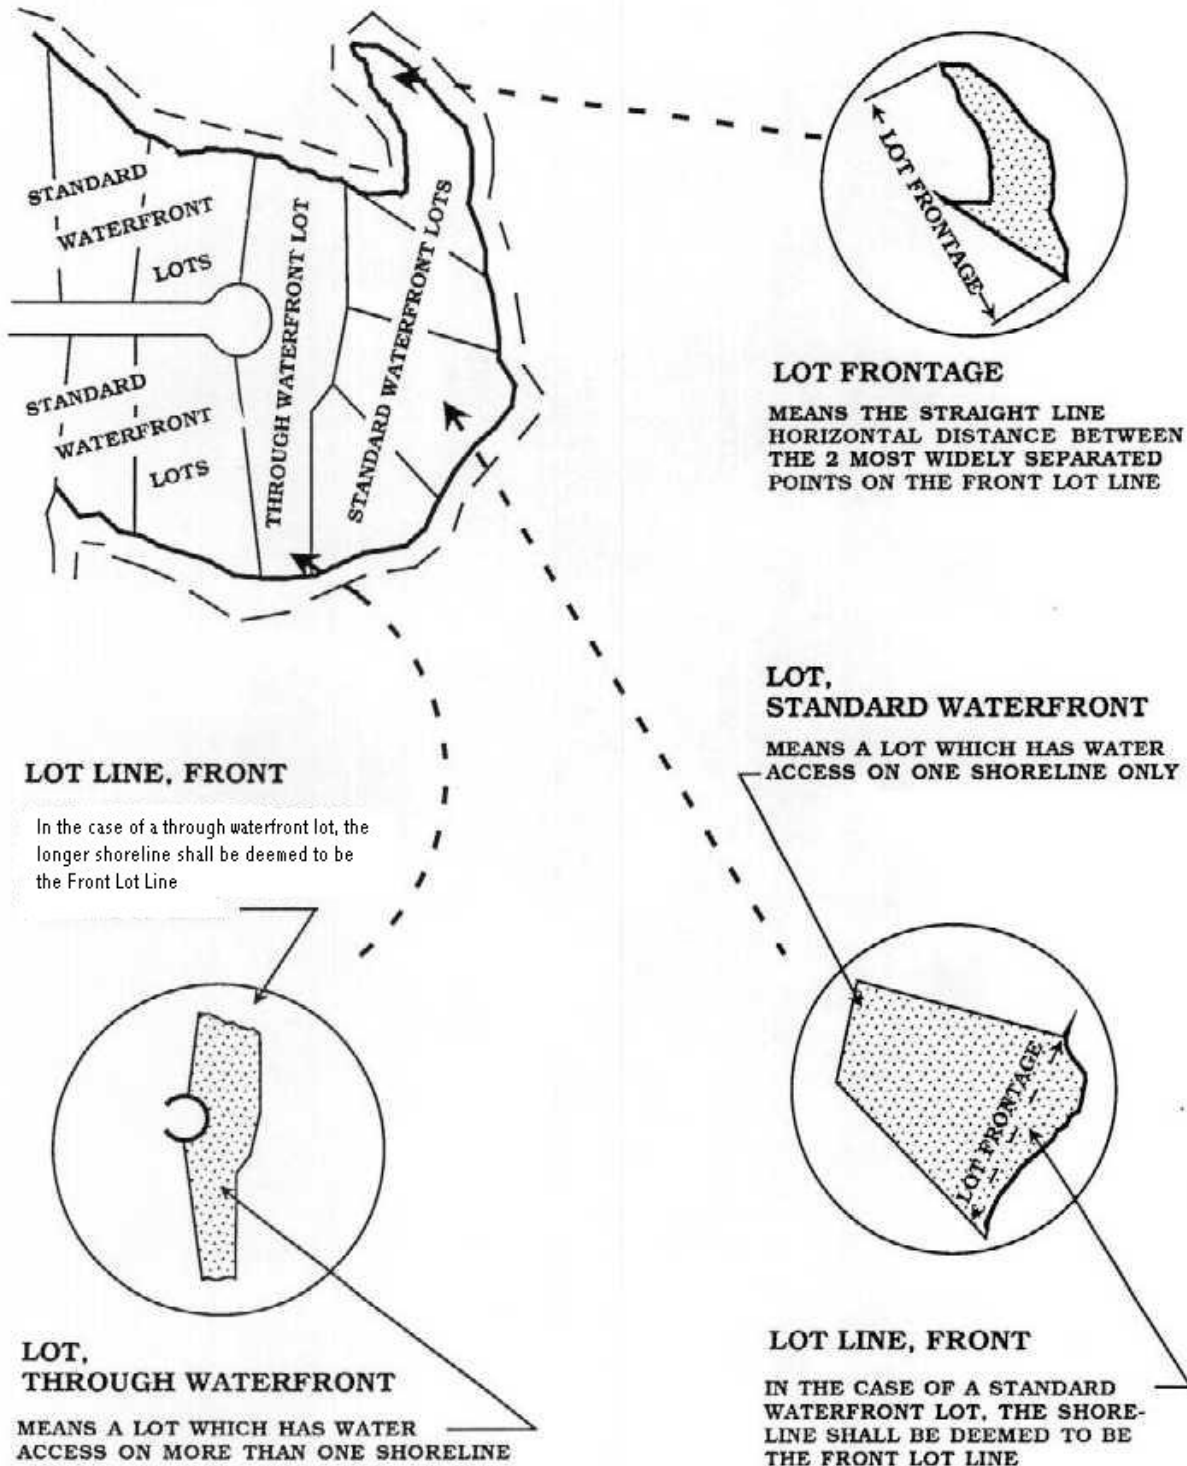 STANDARD
WATERFRONT
LOTS
STANDARD
WATERFRONT
LOTS
THROUGH WATERFRONT LOT
STANDARD WATERFRONT LOTS
LOT FRONTAGE
LOT FRONTAGE
MEANS THE STRAIGHT LINE
HORIZONTAL DISTANCE BETWEEN
THE 2 MOST WIDELY SEPARATED
POINTS ON THE FRONT LOT LINE
LOT,
STANDARD WATERFRONT
MEANS A LOT WHICH HAS WATER
ACCESS ON ONE SHORELINE ONLY
LOT LINE, FRONT
In the case of a through waterfront lot, the
longer shoreline shall be deemed to be
the Front Lot Line
LOT FRONTAGE
LOT,
THROUGH WATERFRONT
MEANS A LOT WHICH HAS WATER
ACCESS ON MORE THAN ONE SHORELINE
LOT LINE, FRONT
IN THE CASE OF A STANDARD
WATERFRONT LOT, THE SHORE-
LINE SHALL BE DEEMED TO BE
THE FRONT LOT LINE